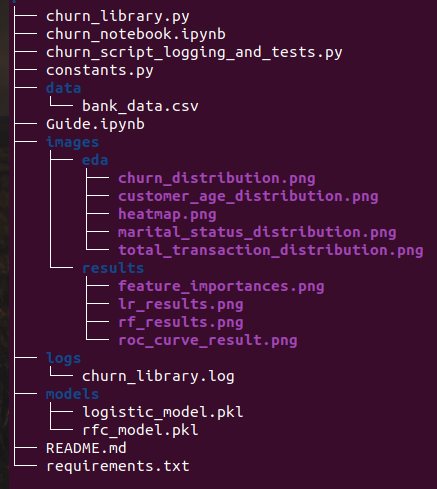 ├── churn_library.py
├── churn_notebook.ipynb
├── churn_script_logging_and_tests.py
├── constants.py
├── data
│   └── bank_data.csv
├── Guide.ipynb
├── images
│   ├── eda
│   │   ├── churn_distribution.png
│   │   ├── customer_age_distribution.png
│   │   ├── heatmap.png
│   │   ├── marital_status_distribution.png
│   │   └── total_transaction_distribution.png
│   └── results
│       ├── feature_importances.png
│       ├── lr_results.png
│       ├── rf_results.png
│       └── roc_curve_result.png
├── logs
│   └── churn_library.log
├── models
│   ├── logistic_model.pkl
│   └── rfc_model.pkl
├── README.md
└── requirements.txt